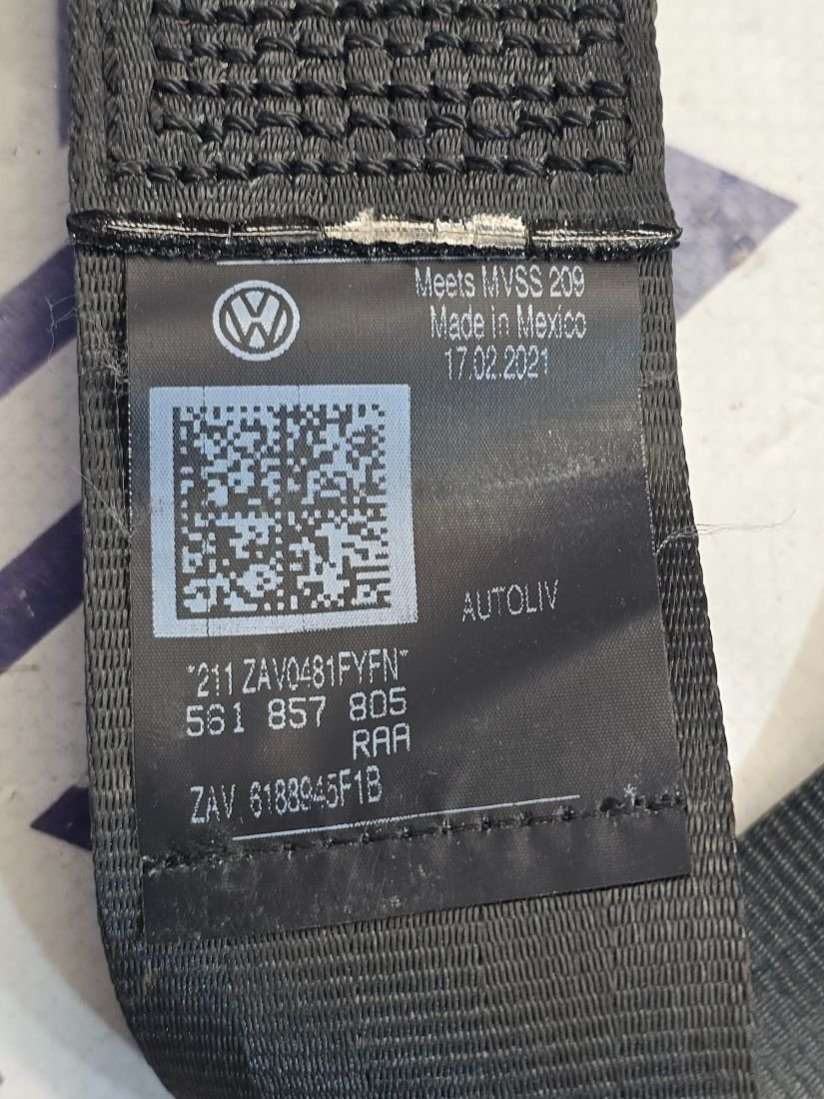 Meets MVSS 209
Made in Mexico
17.02.2021
AUTOLIV
*211 ZAV0481FYFN*
561 857 805
RAA
ZAV 6188945F1B
*